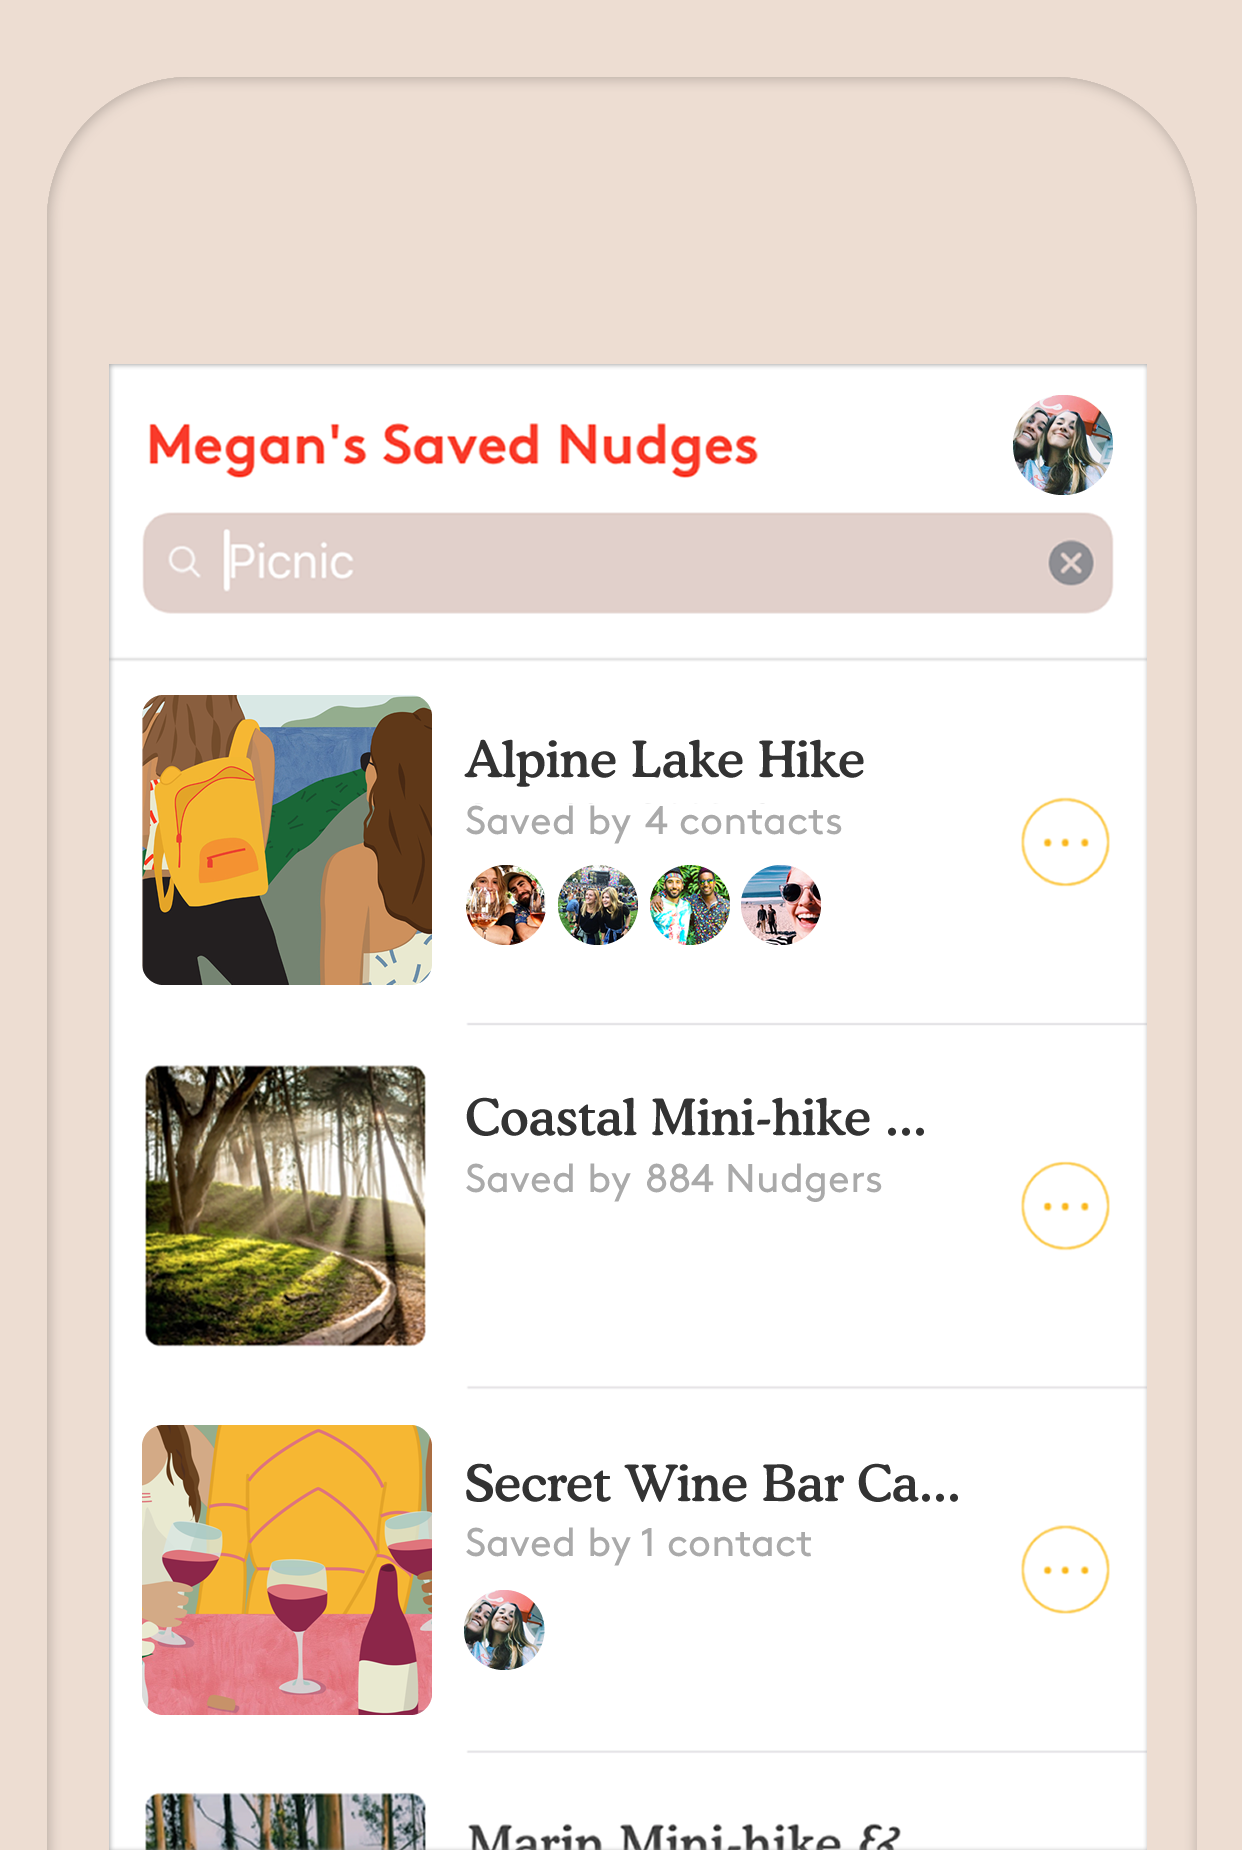 Megan's Saved Nudges
Picnic
Alpine Lake Hike
Saved by 4 contacts
Coastal Mini-hike ...
Saved by 884 Nudgers
Secret Wine Bar Ca...
Saved by 1 contact
Marin Mini-hike &